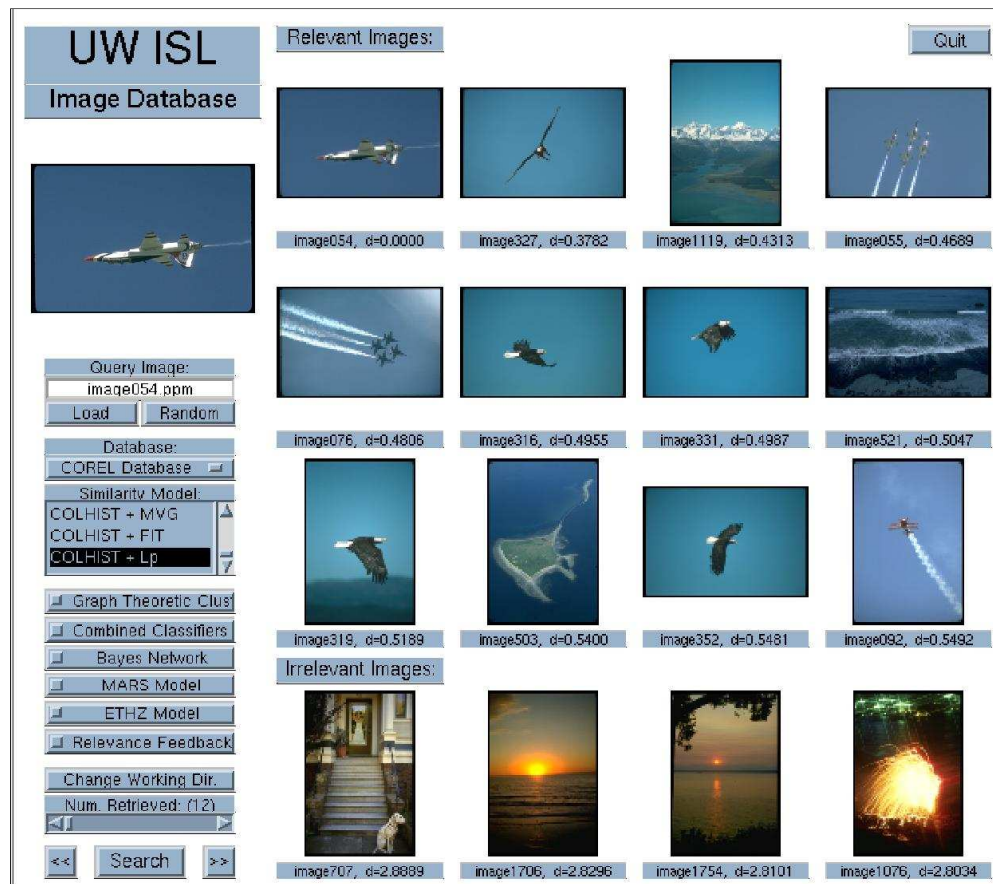 UW ISL
Image Database
Query Image:
image054.ppm
Load
Random
Database:
COREL Database
Similarity Model:
COLHIST + MVG
COLHIST + FIT
COLHIST + Lp
Graph Theoretic Clust
Combined Classifiers
Bayes Network
MARS Model
ETHZ Model
Relevance Feedback
Change Working Dir.
Num. Retrieved: (12)
<<
Search
>>
Relevant Images:
Quit
image054, d=0.0000
image327, d=0.3782
image1119, d=0.4313
image055, d=0.4689
image076, d=0.4806
image316, d=0.4955
image331, d=0.4987
image521, d=0.5047
image319, d=0.5189
image503, d=0.5400
image352, d=0.5481
image092, d=0.5492
Irrelevant Images:
image707, d=2.8889
image1706, d=2.8296
image1754, d=2.8101
image1076, d=2.8034